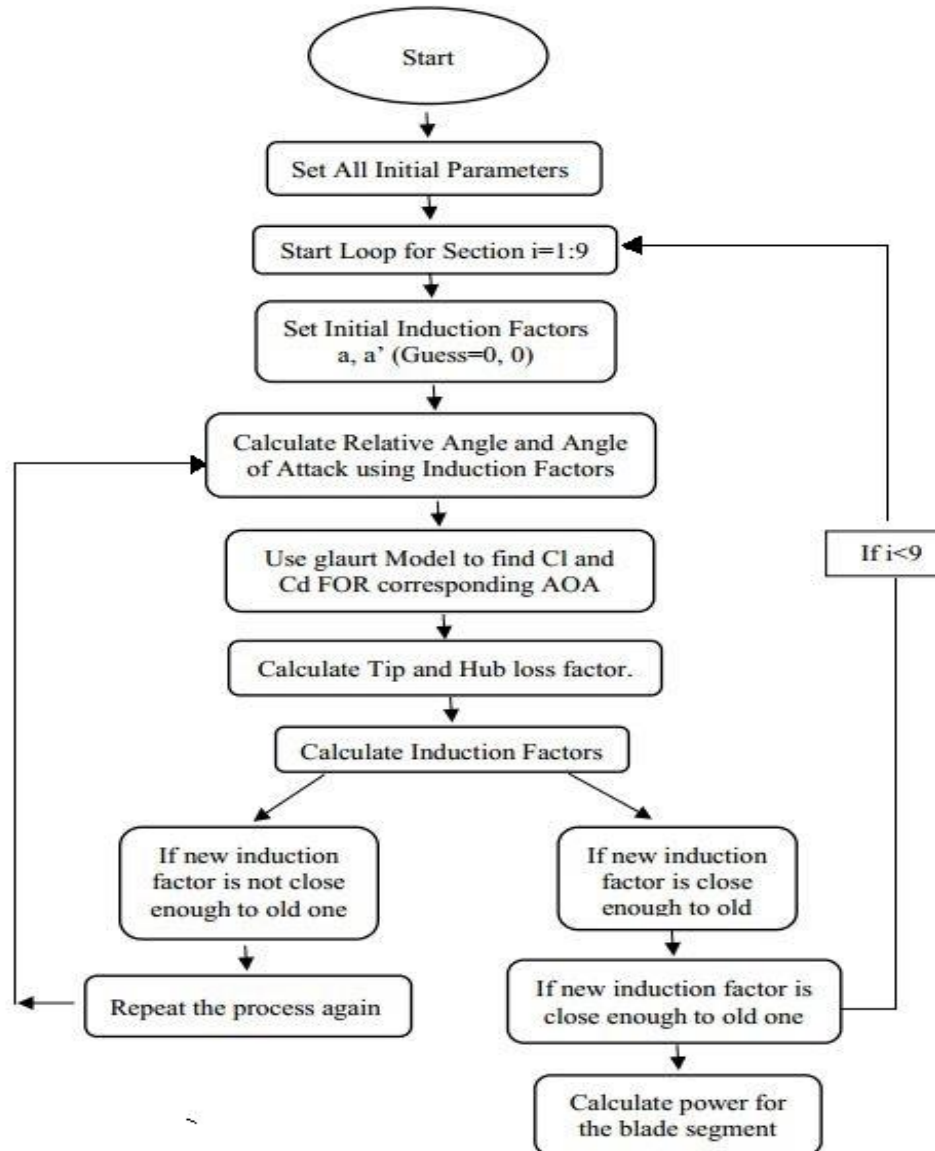 Start
Set All Initial Parameters
Start Loop for Section i=1:9
Set Initial Induction Factors
a, a’ (Guess=0, 0)
Calculate Relative Angle and Angle
of Attack using Induction Factors
Use glaurt Model to find Cl and
Cd FOR corresponding AOA
If i<9
Calculate Tip and Hub loss factor.
Calculate Induction Factors
If new induction
factor is not close
enough to old one
If new induction
factor is close
enough to old
Repeat the process again
If new induction factor is
close enough to old one
Calculate power for
the blade segment